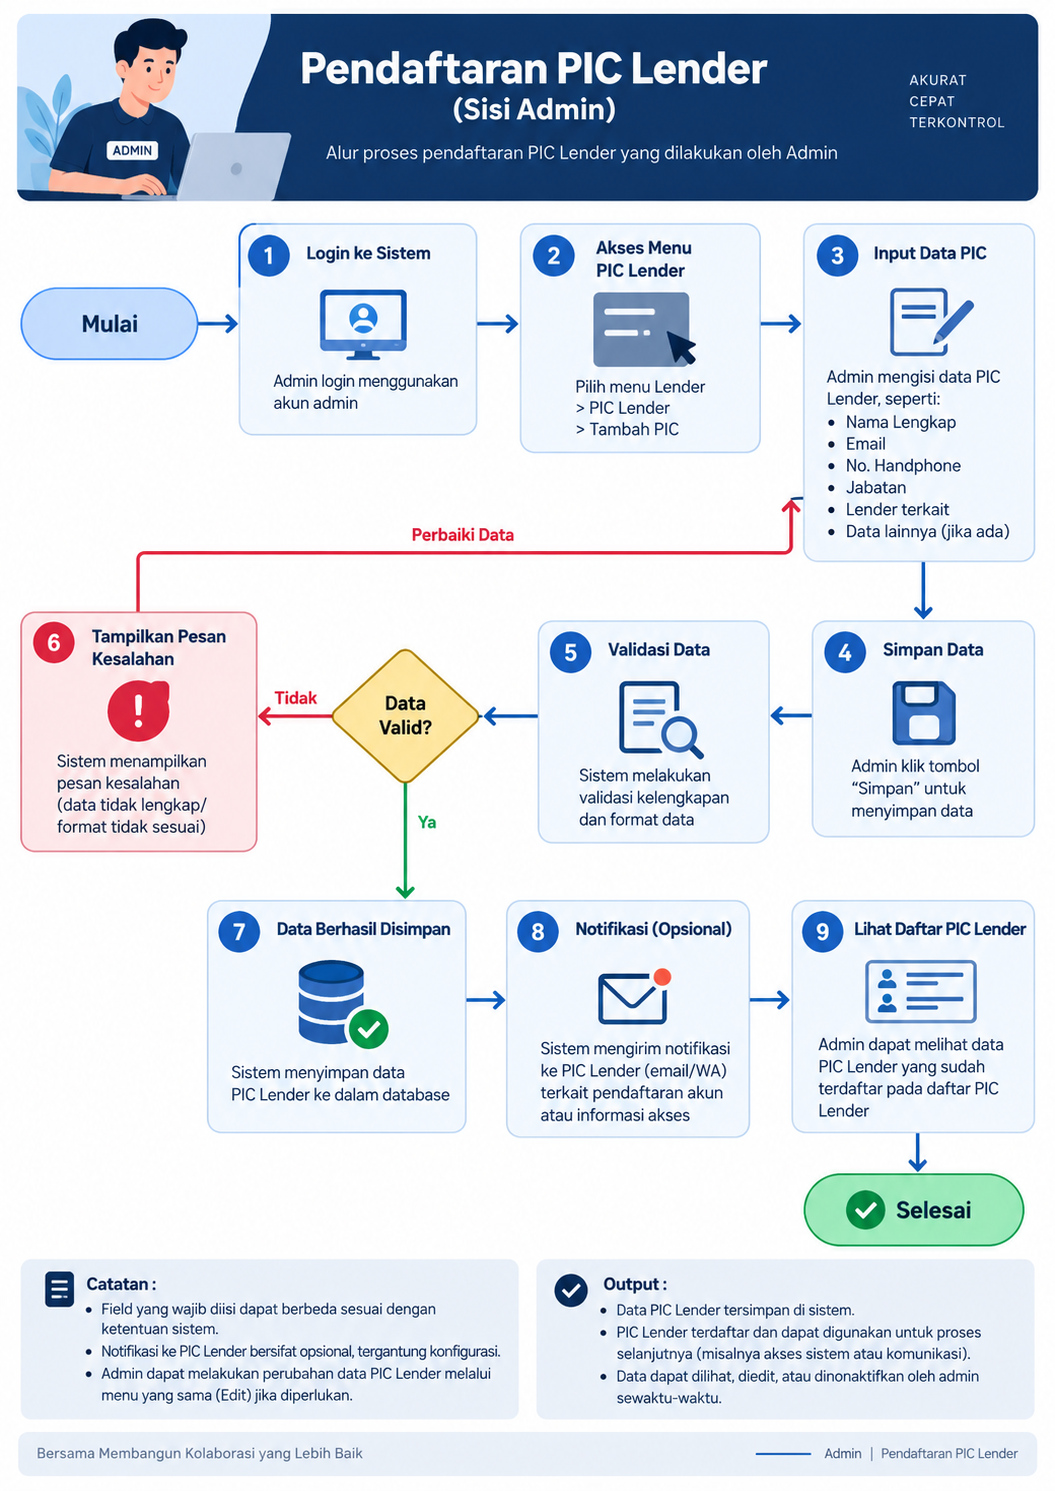 Pendaftaran PIC Lender
(Sisi Admin)
Alur proses pendaftaran PIC Lender yang dilakukan oleh Admin
AKURAT
CEPAT
TERKONTROL
ADMIN
Mulai
1
Login ke Sistem
Admin login menggunakan
akun admin
2
Akses Menu
PIC Lender
Pilih menu Lender
> PIC Lender
> Tambah PIC
3
Input Data PIC
Admin mengisi data PIC
Lender, seperti:
• Nama Lengkap
• Email
• No. Handphone
• Jabatan
• Lender terkait
• Data lainnya (jika ada)
Perbaiki Data
4
Simpan Data
Admin klik tombol
“Simpan” untuk
menyimpan data
5
Validasi Data
Sistem melakukan
validasi kelengkapan
dan format data
Data
Valid?
Tidak
6
Tampilkan Pesan
Kesalahan
Sistem menampilkan
pesan kesalahan
(data tidak lengkap/
format tidak sesuai)
Ya
7
Data Berhasil Disimpan
Sistem menyimpan data
PIC Lender ke dalam database
8
Notifikasi (Opsional)
Sistem mengirim notifikasi
ke PIC Lender (email/WA)
terkait pendaftaran akun
atau informasi akses
9
Lihat Daftar PIC Lender
Admin dapat melihat data
PIC Lender yang sudah
terdaftar pada daftar PIC
Lender
Selesai
Catatan :
• Field yang wajib diisi dapat berbeda sesuai dengan
ketentuan sistem.
• Notifikasi ke PIC Lender bersifat opsional, tergantung konfigurasi.
• Admin dapat melakukan perubahan data PIC Lender melalui
menu yang sama (Edit) jika diperlukan.
Output :
• Data PIC Lender tersimpan di sistem.
• PIC Lender terdaftar dan dapat digunakan untuk proses
selanjutnya (misalnya akses sistem atau komunikasi).
• Data dapat dilihat, diedit, atau dinonaktifkan oleh admin
sewaktu-waktu.
Bersama Membangun Kolaborasi yang Lebih Baik
Admin | Pendaftaran PIC Lender